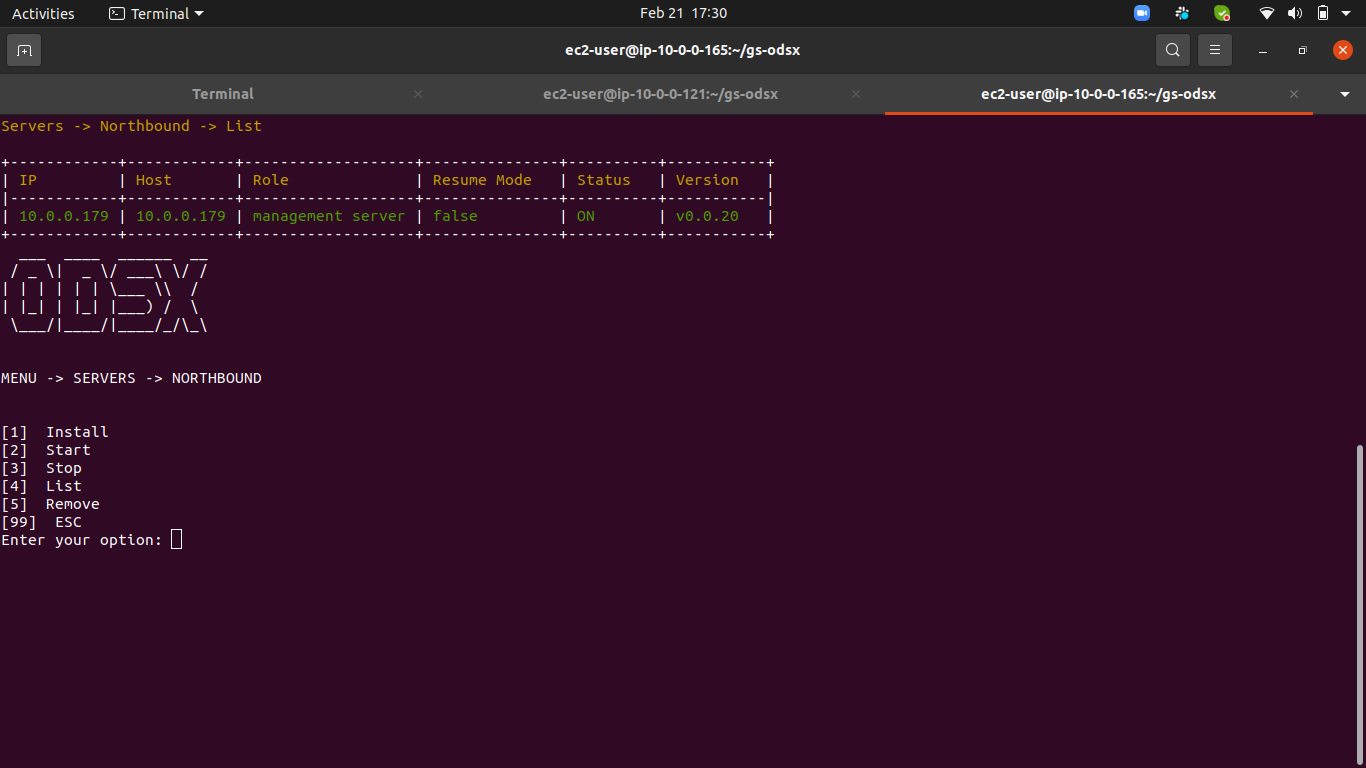 Activities Terminal Feb 21 17:30
ec2-user@ip-10-0-0-165:~/gs-odsx
Terminal ec2-user@ip-10-0-0-121:~/gs-odsx ec2-user@ip-10-0-0-165:~/gs-odsx
Servers -> Northbound -> List
+------------+------------+-------------------+---------------+----------+-----------+
| IP         | Host       | Role              | Resume Mode   | Status   | Version   |
|------------+------------+-------------------+---------------+----------+-----------|
| 10.0.0.179 | 10.0.0.179 | management server | false         | ON       | v0.0.20   |
+------------+------------+-------------------+---------------+----------+-----------+
  ___  ____  ______  __
 / _ \|  _ \/ ___\ \/ /
| | | | | | \___ \\  /
| |_| | |_| |___) /  \
 \___/|____/|____/_/\_\
MENU -> SERVERS -> NORTHBOUND
[1]  Install
[2]  Start
[3]  Stop
[4]  List
[5]  Remove
[99]  ESC
Enter your option: